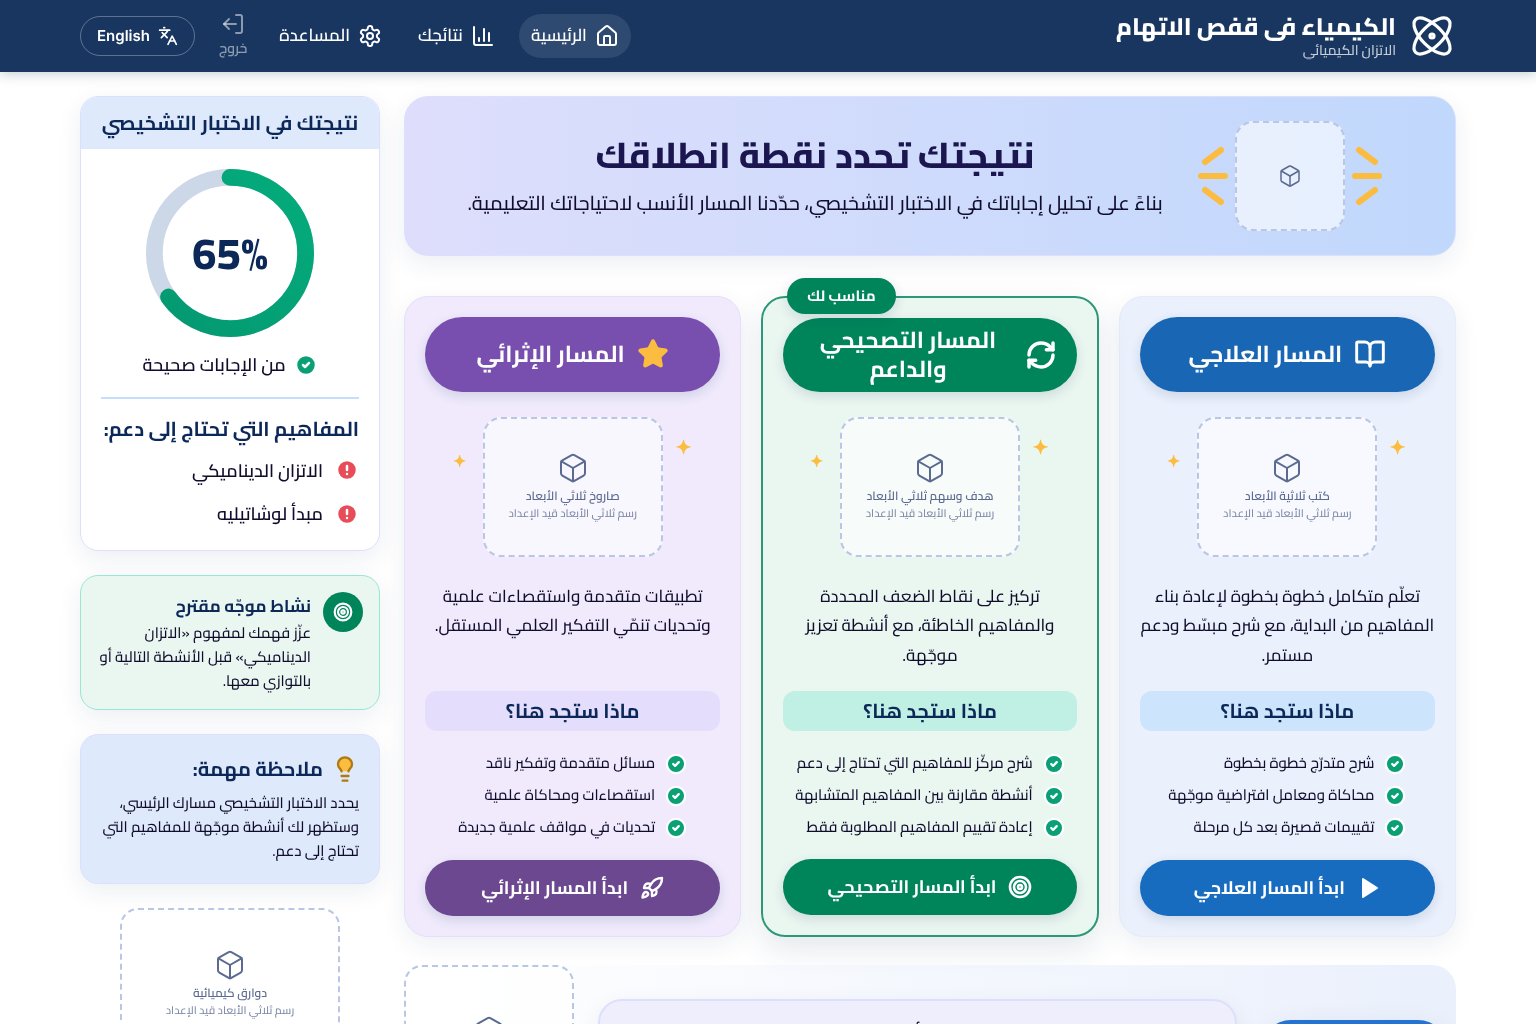 الكيمياء في قفص الاتهام
الاتزان الكيميائي
الرئيسية
نتائجك
المساعدة
خروج
English
نتيجتك تحدد نقطة انطلاقك
بناءً على تحليل إجاباتك في الاختبار التشخيصي، حدّدنا المسار الأنسب لاحتياجاتك التعليمية.
المسار العلاجي
كتب ثلاثية الأبعاد
رسم ثلاثي الأبعاد قيد الإعداد
تعلّم متكامل خطوة بخطوة لإعادة بناء
المفاهيم من البداية، مع شرح مبسّط ودعم
مستمر.
ماذا ستجد هنا؟
شرح متدرّج خطوة بخطوة
محاكاة ومعامل افتراضية موجّهة
تقييمات قصيرة بعد كل مرحلة
ابدأ المسار العلاجي
مناسب لك
المسار التصحيحي
والداعم
هدف وسهم ثلاثي الأبعاد
رسم ثلاثي الأبعاد قيد الإعداد
تركيز على نقاط الضعف المحددة
والمفاهيم الخاطئة، مع أنشطة تعزيز
موجّهة.
ماذا ستجد هنا؟
شرح مركّز للمفاهيم التي تحتاج إلى دعم
أنشطة مقارنة بين المفاهيم المتشابهة
إعادة تقييم المفاهيم المطلوبة فقط
ابدأ المسار التصحيحي
المسار الإثرائي
صاروخ ثلاثي الأبعاد
رسم ثلاثي الأبعاد قيد الإعداد
تطبيقات متقدمة واستقصاءات علمية
وتحديات تنمّي التفكير العلمي المستقل.
ماذا ستجد هنا؟
مسائل متقدمة وتفكير ناقد
استقصاءات ومحاكاة علمية
تحديات في مواقف علمية جديدة
ابدأ المسار الإثرائي
نتيجتك في الاختبار التشخيصي
65%
من الإجابات صحيحة
المفاهيم التي تحتاج إلى دعم:
الاتزان الديناميكي
مبدأ لوشاتيليه
نشاط موجّه مقترح
عزّز فهمك لمفهوم «الاتزان
الديناميكي» قبل الأنشطة التالية أو
بالتوازي معها.
ملاحظة مهمة:
يحدد الاختبار التشخيصي مسارك الرئيسي،
وستظهر لك أنشطة موجّهة للمفاهيم التي
تحتاج إلى دعم.
دوارق كيميائية
رسم ثلاثي الأبعاد قيد الإعداد